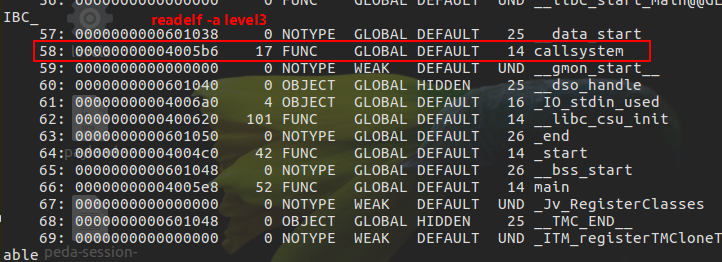 56: 0000000000000000     0 FUNC    GLOBAL DEFAULT  UND __libc_start_main@@GL
IBC_ readelf -a level3
57: 0000000000601038     0 NOTYPE  GLOBAL DEFAULT   25 __data_start
58: 00000000004005b6    17 FUNC    GLOBAL DEFAULT   14 callsystem
59: 0000000000000000     0 NOTYPE  WEAK   DEFAULT  UND __gmon_start__
60: 0000000000601040     0 OBJECT  GLOBAL HIDDEN    25 __dso_handle
61: 00000000004006a0     4 OBJECT  GLOBAL DEFAULT   16 _IO_stdin_used
62: 0000000000400620   101 FUNC    GLOBAL DEFAULT   14 __libc_csu_init
63: 0000000000601050     0 NOTYPE  GLOBAL DEFAULT   26 _end
64: 00000000004004c0    42 FUNC    GLOBAL DEFAULT   14 _start
65: 0000000000601048     0 NOTYPE  GLOBAL DEFAULT   26 __bss_start
66: 00000000004005e8    52 FUNC    GLOBAL DEFAULT   14 main
67: 0000000000000000     0 NOTYPE  WEAK   DEFAULT  UND _Jv_RegisterClasses
68: 0000000000601048     0 OBJECT  GLOBAL HIDDEN    25 __TMC_END__
69: 0000000000000000     0 NOTYPE  WEAK   DEFAULT  UND _ITM_registerTMCloneT
able peda-session-